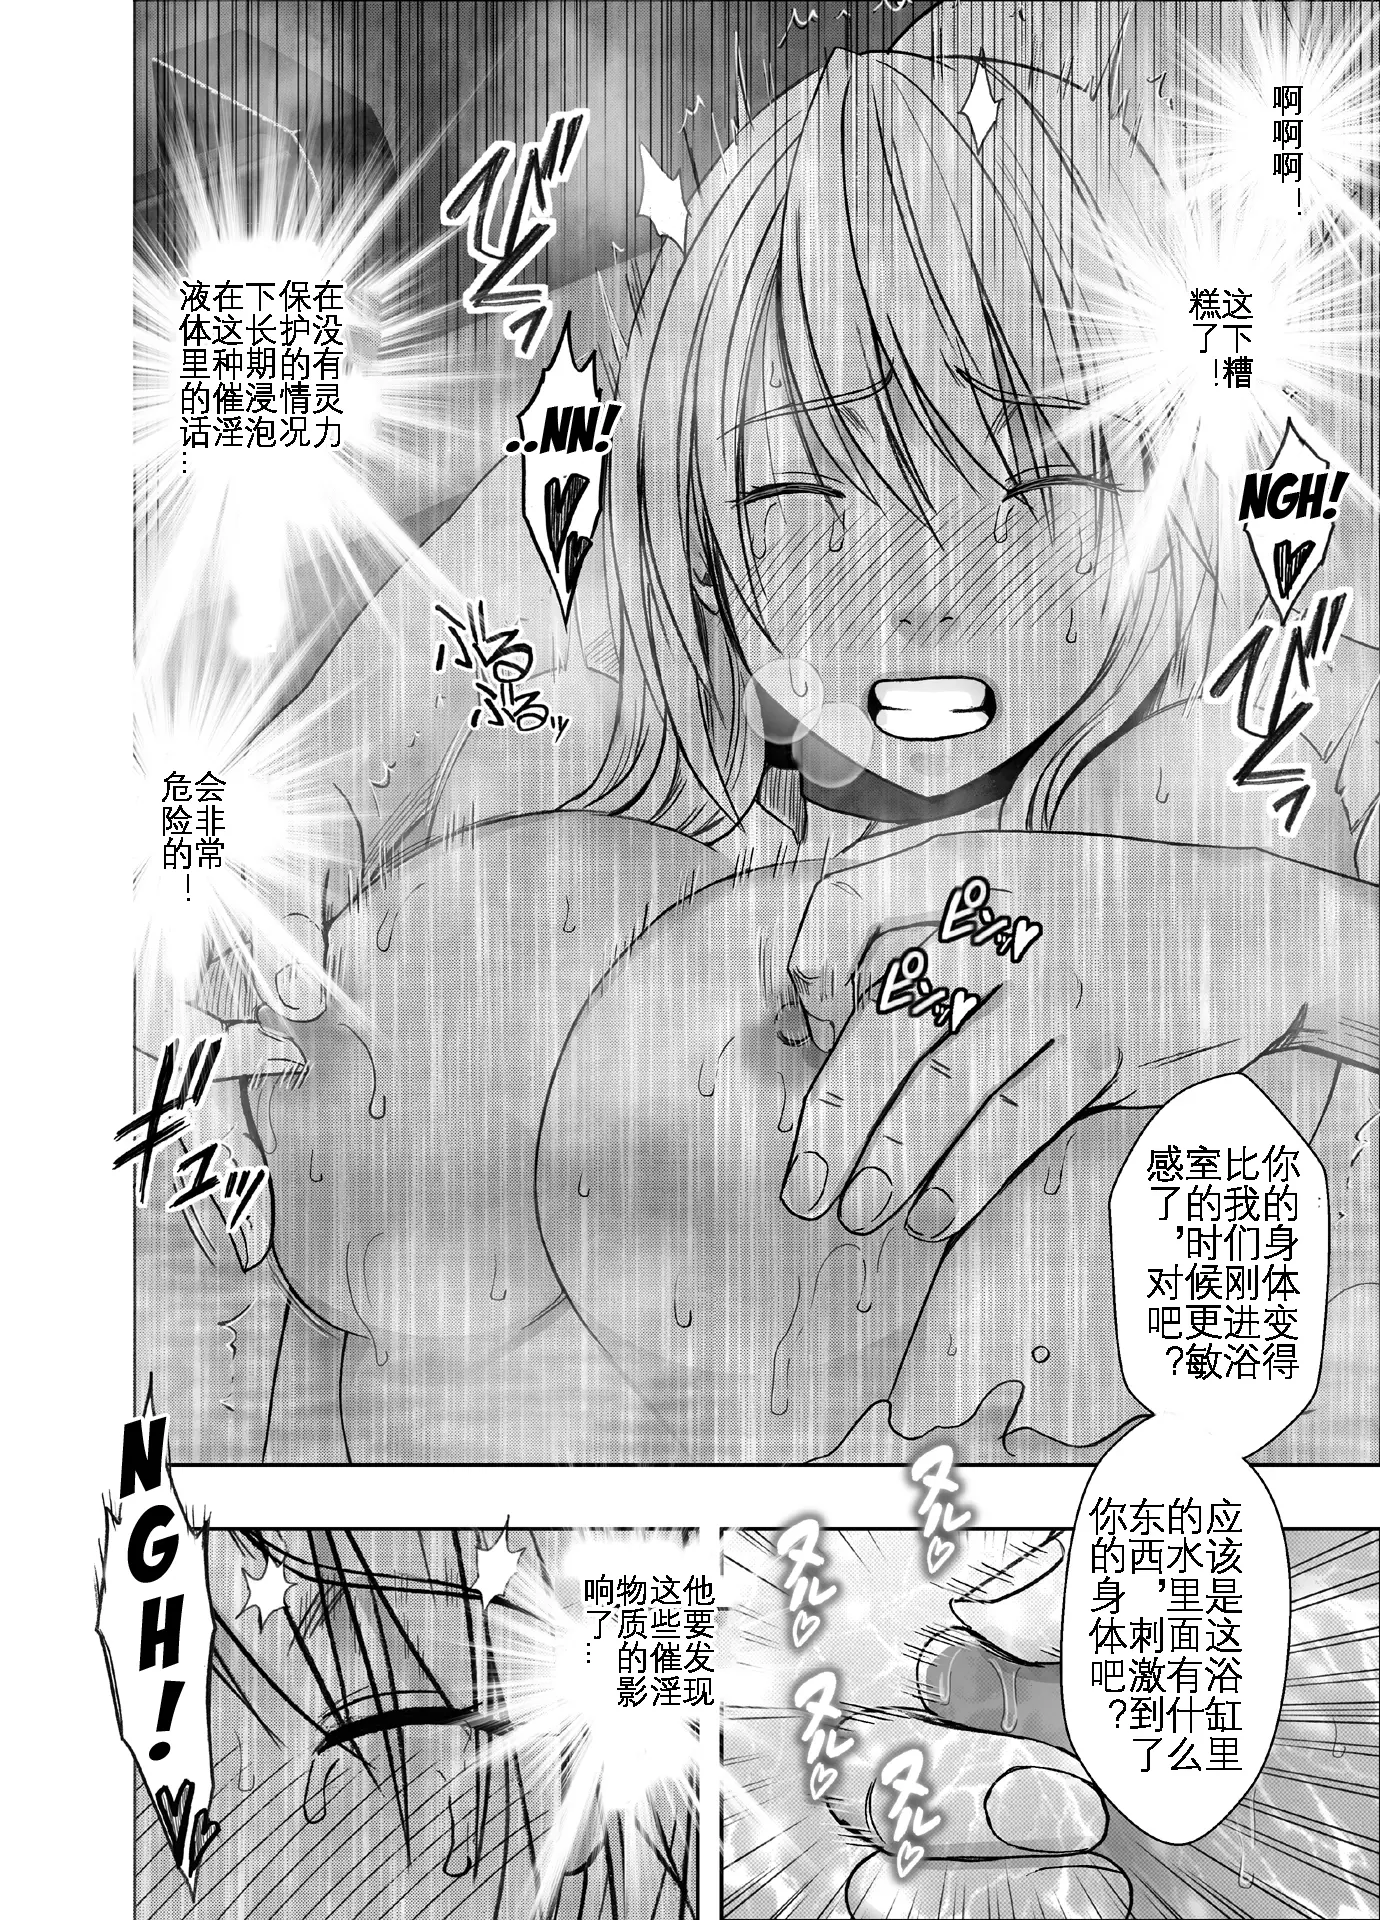 啊啊啊！
这下糟
糕了！
NGH!
ビク
..NN!
ビク
在没有灵力
保护的情况
下长期浸泡
在这种催淫
液体里的话…
ぶるぶるッ
会非常
危险的！
ピンッ♥
ピンッ♥
ギュッ
你的身体变得
比我们刚进浴
室的时候更敏
感了，对吧？
应该是这浴缸里
的水里面有什么
东西，刺激到了
你的身体吧？
ヌル♥
ヌル♥
ヌル♥
ヌル♥
他要发现
这些催淫
物质的影
响了…
NGH!